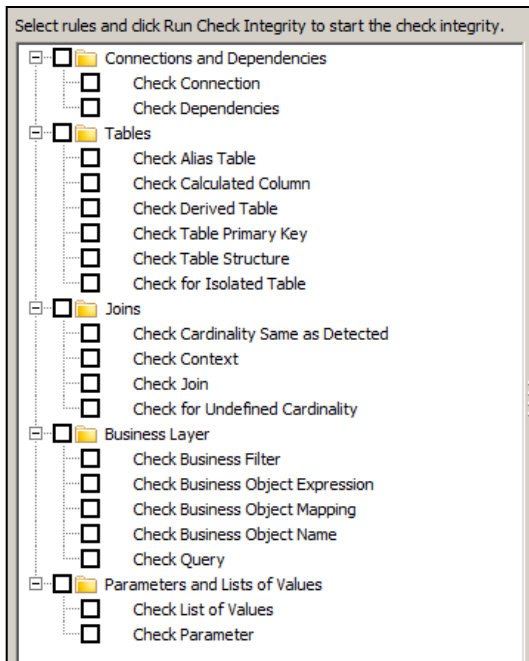 Select rules and click Run Check Integrity to start the check integrity.
Connections and Dependencies
Check Connection
Check Dependencies
Tables
Check Alias Table
Check Calculated Column
Check Derived Table
Check Table Primary Key
Check Table Structure
Check for Isolated Table
Joins
Check Cardinality Same as Detected
Check Context
Check Join
Check for Undefined Cardinality
Business Layer
Check Business Filter
Check Business Object Expression
Check Business Object Mapping
Check Business Object Name
Check Query
Parameters and Lists of Values
Check List of Values
Check Parameter